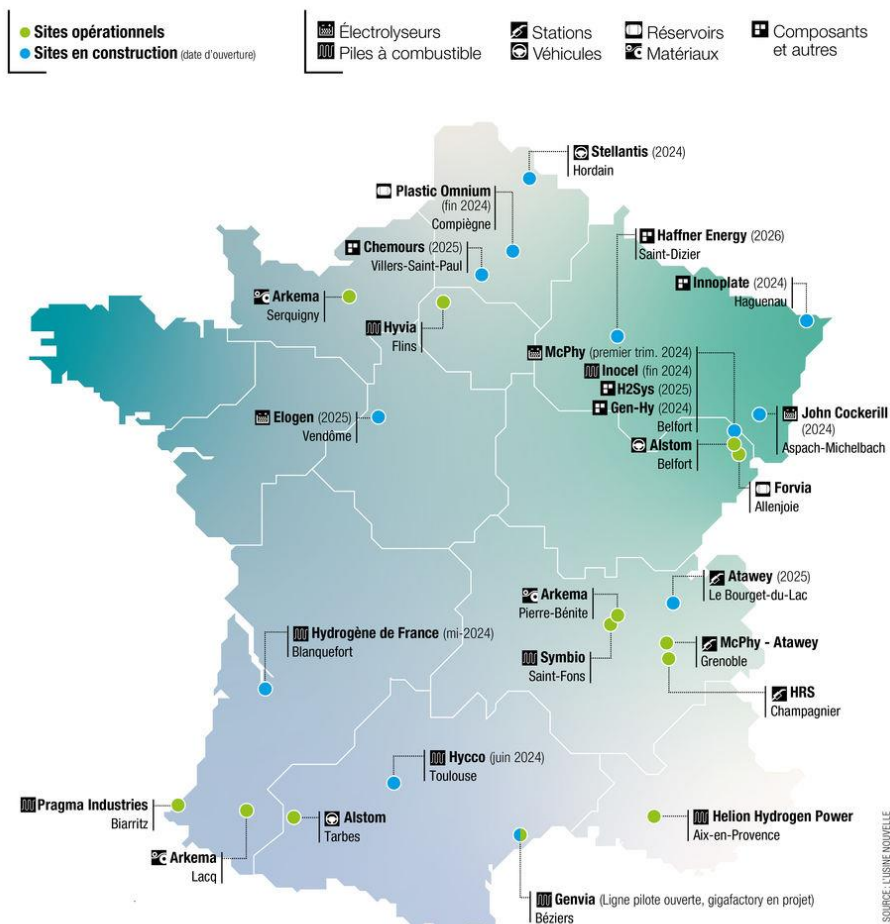 Sites opérationnels
Sites en construction (date d'ouverture)
Électrolyseurs
Piles à combustible
Stations
Véhicules
Réservoirs
Matériaux
Composants
et autres
Stellantis (2024)
Hordain
Plastic Omnium
(fin 2024)
Compiègne
Chemours (2025)
Villers-Saint-Paul
Haffner Energy (2026)
Saint-Dizier
Innoplate (2024)
Haguenau
Arkema
Serquigny
Hyvia
Flins
McPhy (premier trim. 2024)
Inocel (fin 2024)
H2Sys (2025)
Gen-Hy (2024)
Belfort
Elogen (2025)
Vendôme
John Cockerill
(2024)
Aspach-Michelbach
Alstom
Belfort
Forvia
Allenjoie
Atawey (2025)
Le Bourget-du-Lac
Arkema
Pierre-Bénite
Hydrogène de France (mi-2024)
Blanquefort
McPhy - Atawey
Grenoble
Symbio
Saint-Fons
HRS
Champagnier
Hycco (juin 2024)
Toulouse
Pragma Industries
Biarritz
Alstom
Tarbes
Helion Hydrogen Power
Aix-en-Provence
Arkema
Lacq
Genvia (Ligne pilote ouverte, gigafactory en projet)
Béziers
SOURCE : L'USINE NOUVELLE